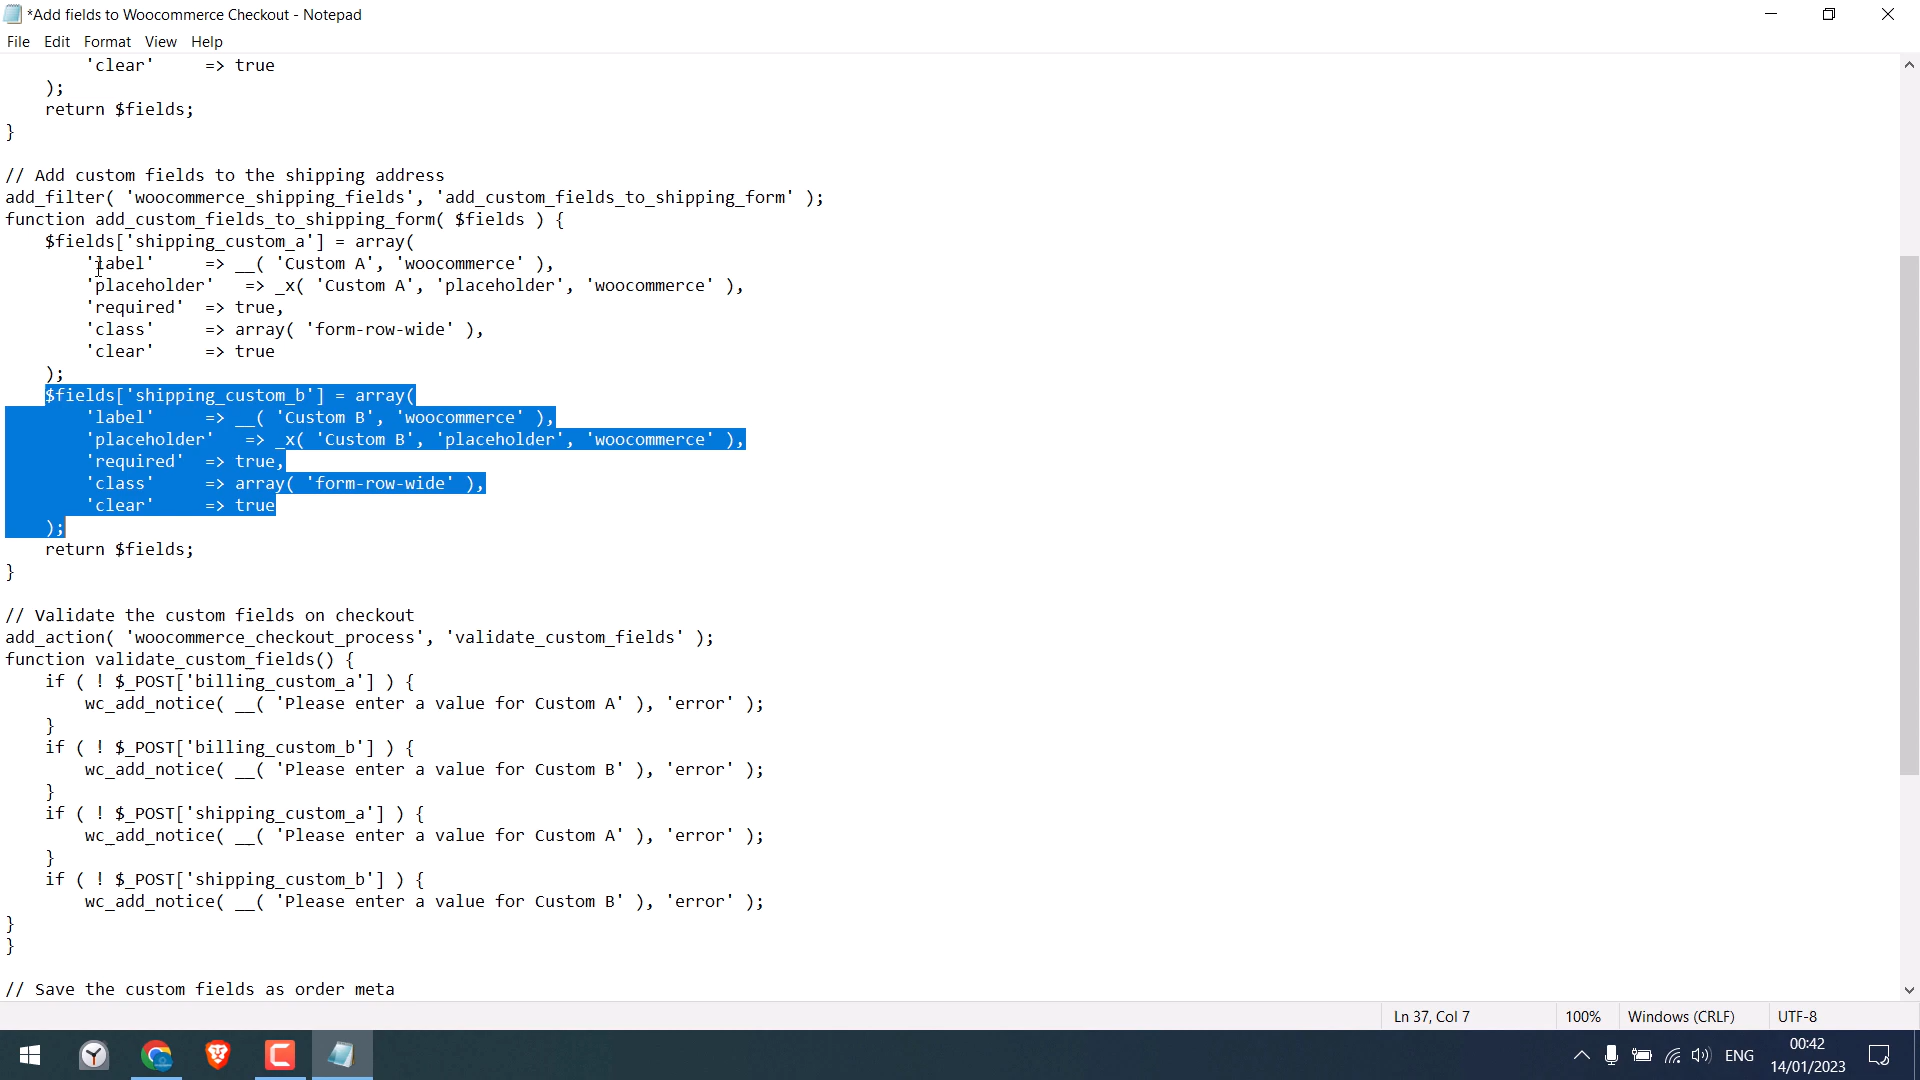 *Add fields to Woocommerce Checkout - Notepad
File Edit Format View Help
'clear' => true
);
return $fields;
}
// Add custom fields to the shipping address
add_filter( 'woocommerce_shipping_fields', 'add_custom_fields_to_shipping_form' );
function add_custom_fields_to_shipping_form( $fields ) {
$fields['shipping_custom_a'] = array(
'label' => __( 'Custom A', 'woocommerce' ),
'placeholder' => _x( 'Custom A', 'placeholder', 'woocommerce' ),
'required' => true,
'class' => array( 'form-row-wide' ),
'clear' => true
);
$fields['shipping_custom_b'] = array(
'label' => __( 'Custom B', 'woocommerce' ),
'placeholder' => _x( 'Custom B', 'placeholder', 'woocommerce' ),
'required' => true,
'class' => array( 'form-row-wide' ),
'clear' => true
);
return $fields;
}
// Validate the custom fields on checkout
add_action( 'woocommerce_checkout_process', 'validate_custom_fields' );
function validate_custom_fields() {
if ( ! $_POST['billing_custom_a'] ) {
wc_add_notice( __( 'Please enter a value for Custom A' ), 'error' );
}
if ( ! $_POST['billing_custom_b'] ) {
wc_add_notice( __( 'Please enter a value for Custom B' ), 'error' );
}
if ( ! $_POST['shipping_custom_a'] ) {
wc_add_notice( __( 'Please enter a value for Custom A' ), 'error' );
}
if ( ! $_POST['shipping_custom_b'] ) {
wc_add_notice( __( 'Please enter a value for Custom B' ), 'error' );
}
}
// Save the custom fields as order meta
Ln 37, Col 7 100% Windows (CRLF) UTF-8
ENG
00:42
14/01/2023